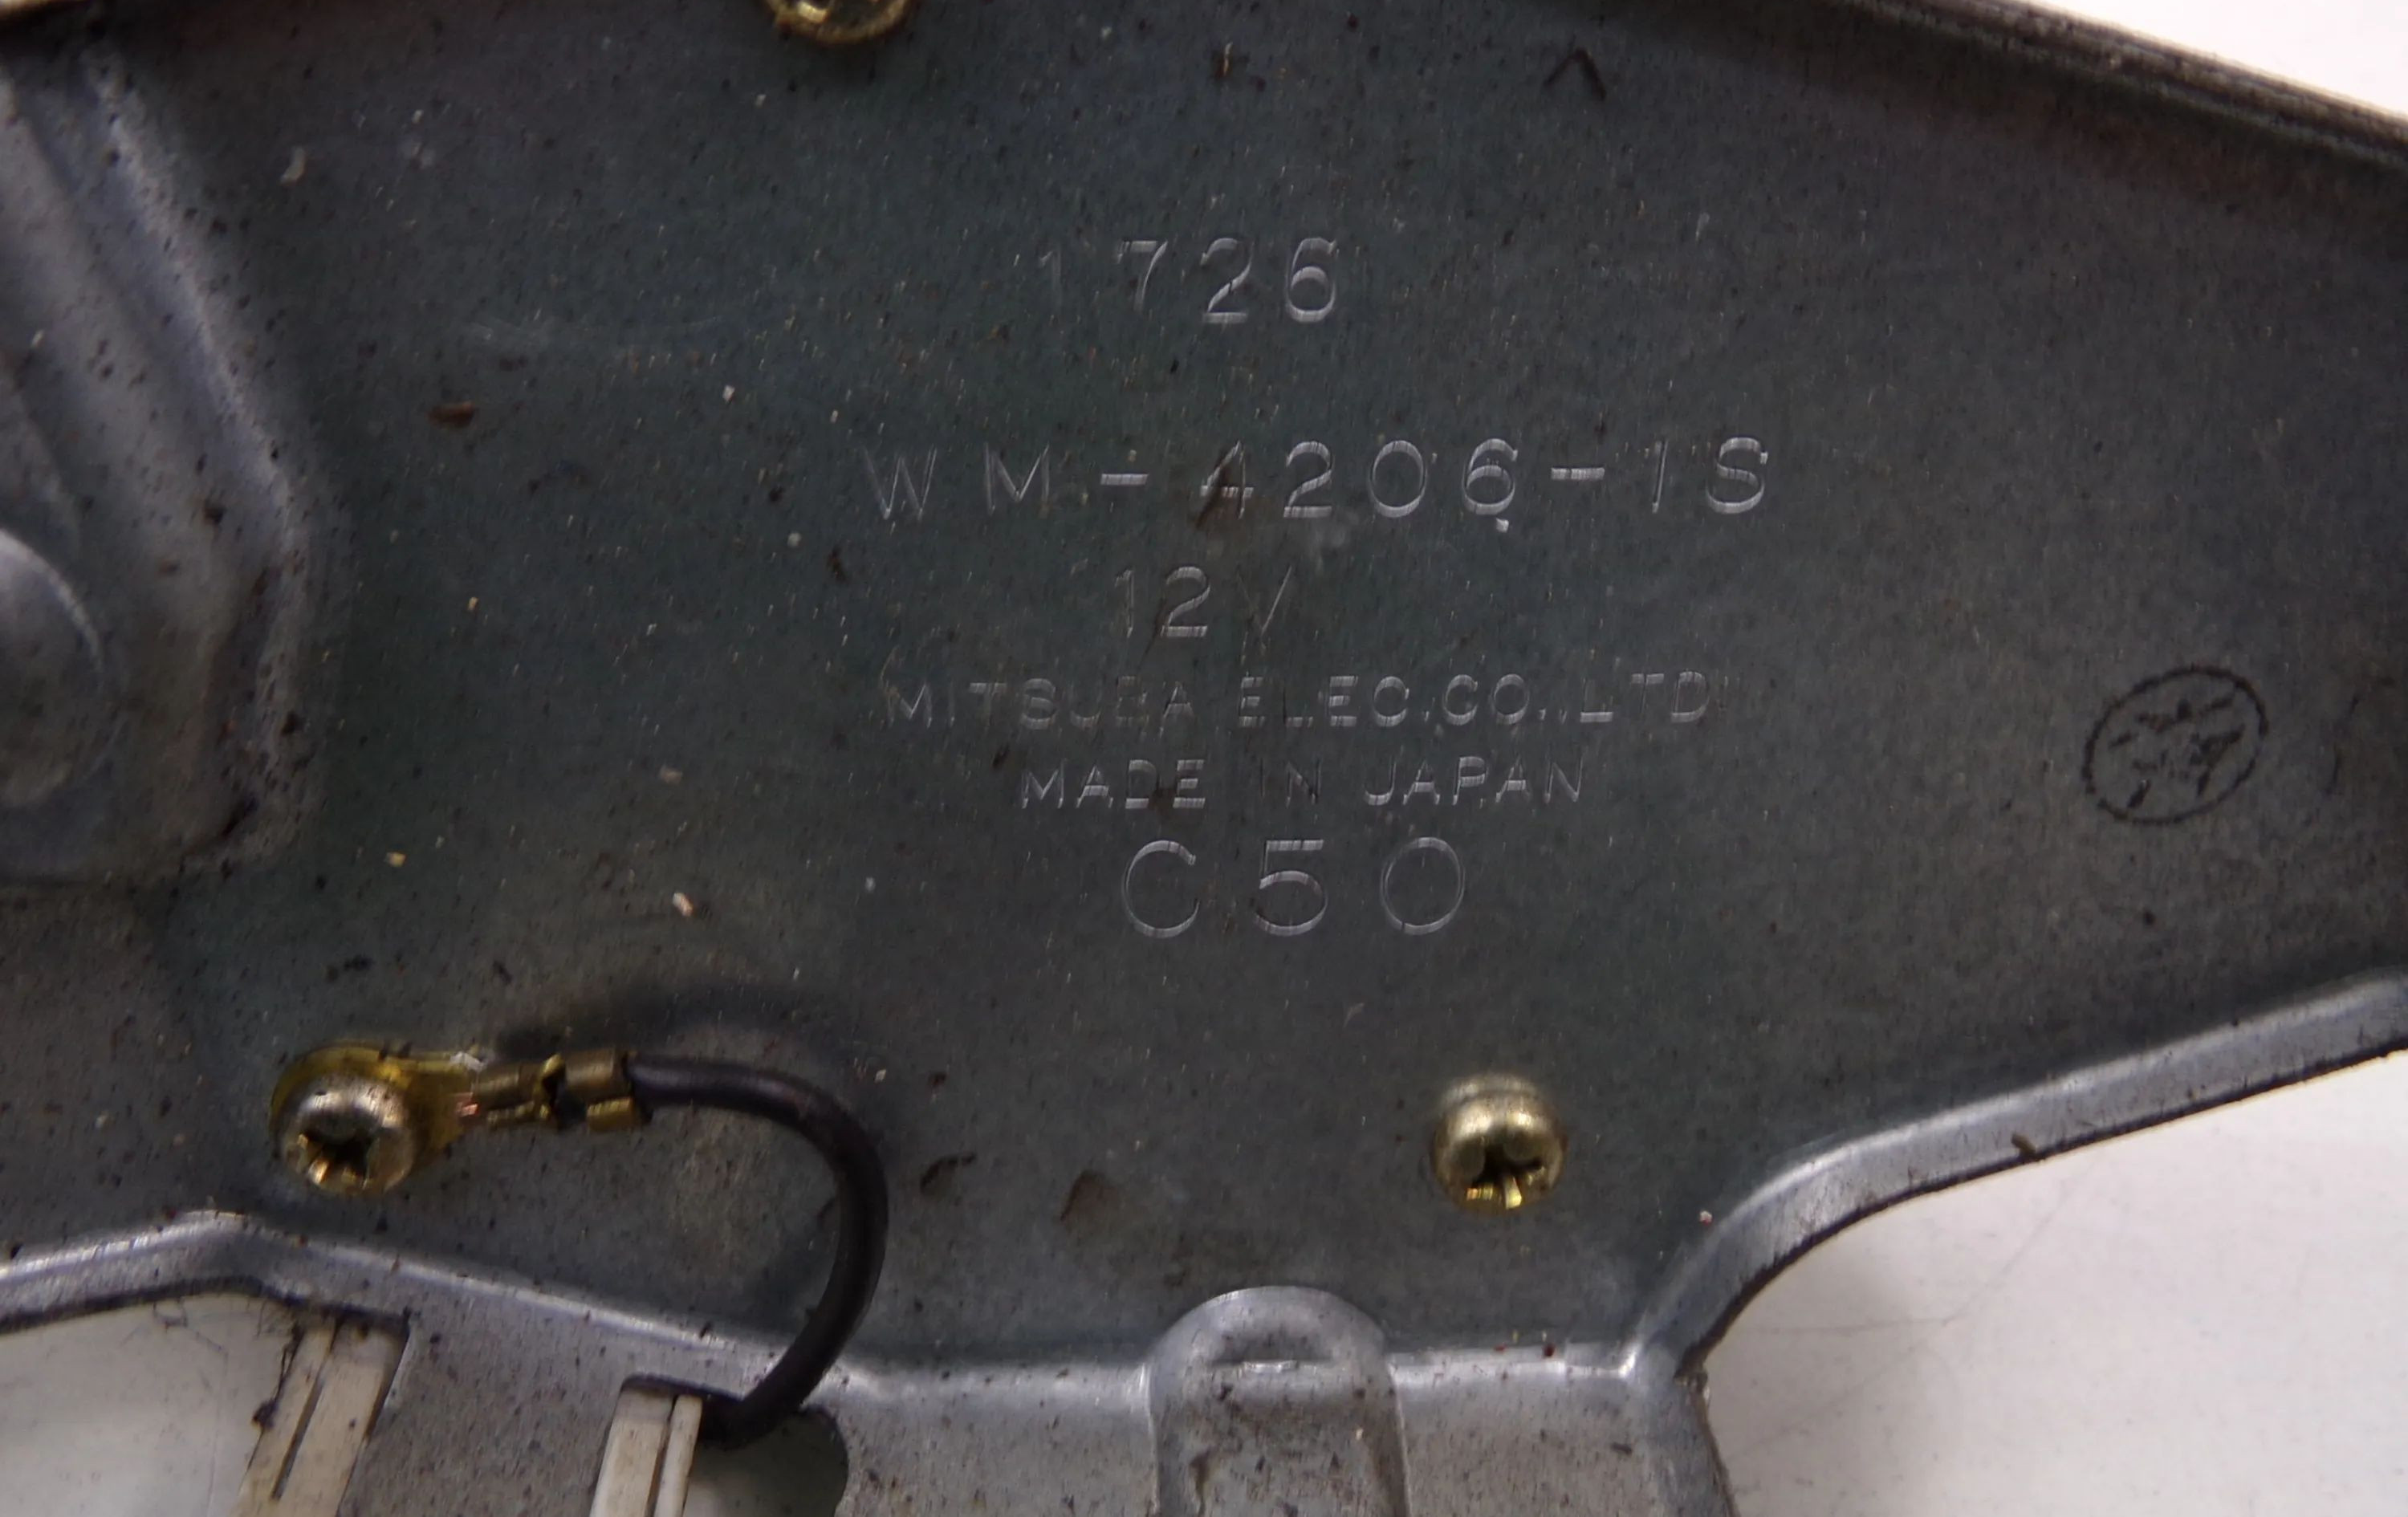 1726
WM-4206-1S
12V
MITSUBA ELEC.CO.,LTD
MADE IN JAPAN
C50